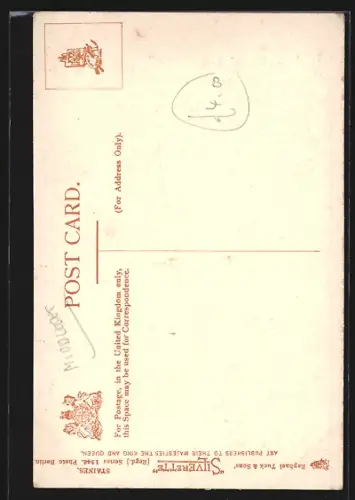 POST CARD.
For Postage, in the United Kingdom only,
this Space may be used for Correspondence.
(For Address Only).
Raphael Tuck & Sons'
"SILVERETTE"
(Regd.) Series 1546. Photo Berlin.
STAINES.
ART PUBLISHERS TO THEIR MAJESTIES THE KING AND QUEEN.